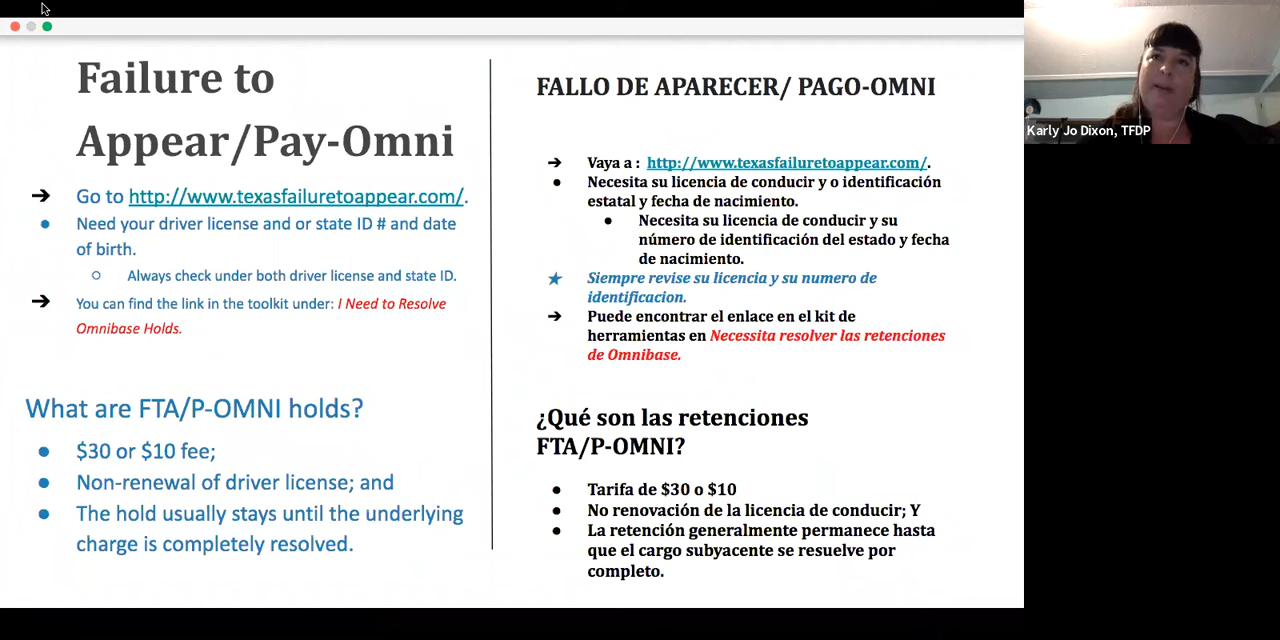 Failure to
Appear/Pay-Omni
➔ Go to http://www.texasfailuretoappear.com/.
● Need your driver license and or state ID # and date
of birth.
○ Always check under both driver license and state ID.
➔ You can find the link in the toolkit under: I Need to Resolve
Omnibase Holds.
What are FTA/P-OMNI holds?
● $30 or $10 fee;
● Non-renewal of driver license; and
● The hold usually stays until the underlying
charge is completely resolved.
FALLO DE APARECER/ PAGO-OMNI
➔ Vaya a : http://www.texasfailuretoappear.com/.
● Necesita su licencia de conducir y o identificación
estatal y fecha de nacimiento.
● Necesita su licencia de conducir y su
número de identificación del estado y fecha
de nacimiento.
★ Siempre revise su licencia y su numero de
identificacion.
➔ Puede encontrar el enlace en el kit de
herramientas en Necessita resolver las retenciones
de Omnibase.
¿Qué son las retenciones
FTA/P-OMNI?
● Tarifa de $30 o $10
● No renovación de la licencia de conducir; Y
● La retención generalmente permanece hasta
que el cargo subyacente se resuelve por
completo.
Karly Jo Dixon, TFDP